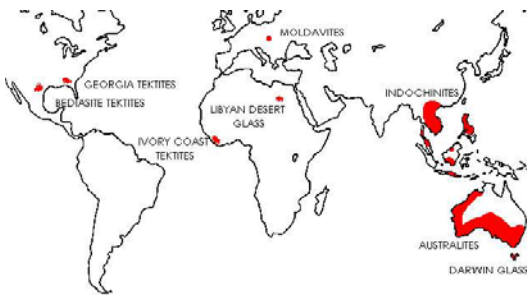 MOLDAVITES
GEORGIA TEKTITES
BEDIASITE TEKTITES
INDOCHINITES
LIBYAN DESERT
GLASS
IVORY COAST
TEKTITES
AUSTRALITES
DARWIN GLASS